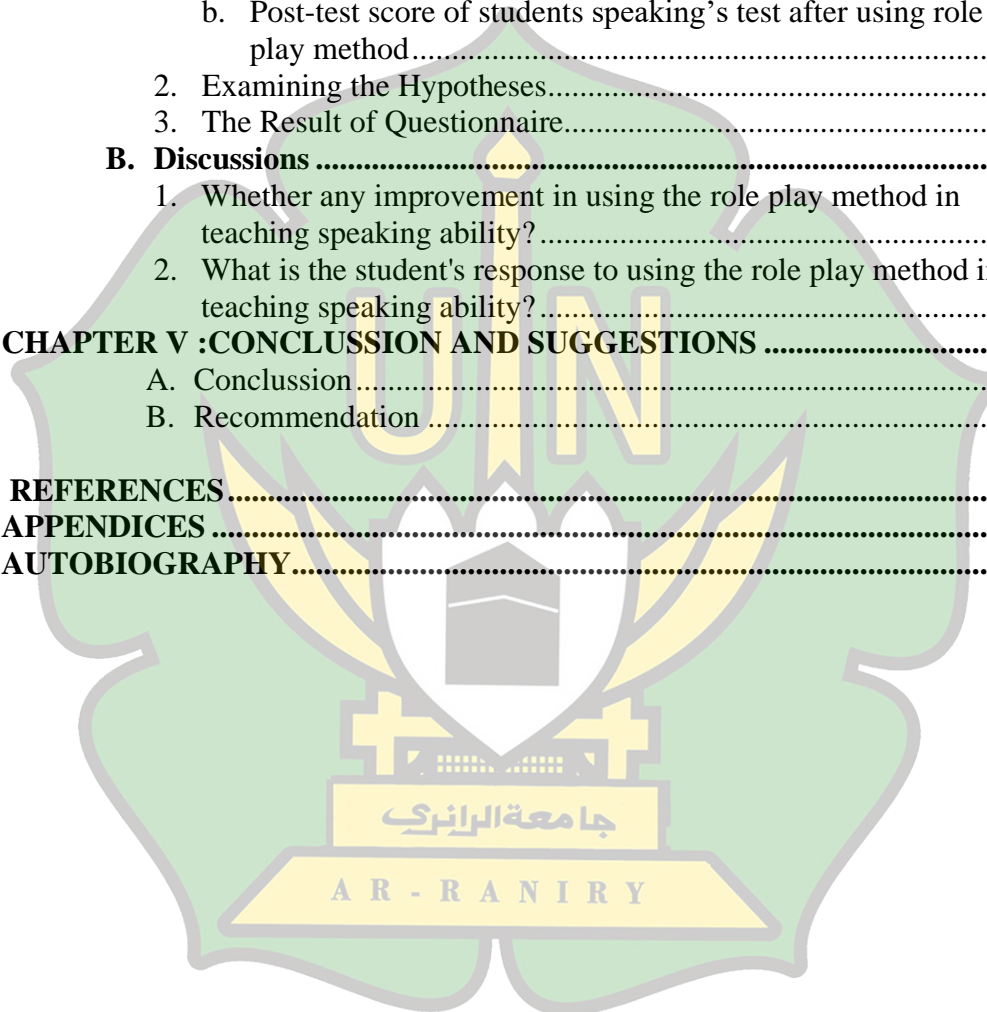 b. Post-test score of students speaking’s test after using role
play method....................................................................................
2. Examining the Hypotheses................................................................
3. The Result of Questionnaire..............................................................
B. Discussions ..........................................................................................
1. Whether any improvement in using the role play method in
teaching speaking ability?................................................................
2. What is the student's response to using the role play method i
teaching speaking ability?................................................................
CHAPTER V :CONCLUSSION AND SUGGESTIONS ..............................
A. Conclussion.....................................................................................
B. Recommendation ...........................................................................
REFERENCES..........................................................................................
APPENDICES ...........................................................................................
AUTOBIOGRAPHY..................................................................................
UIN
جامعةالرانري
AR-RANIRY